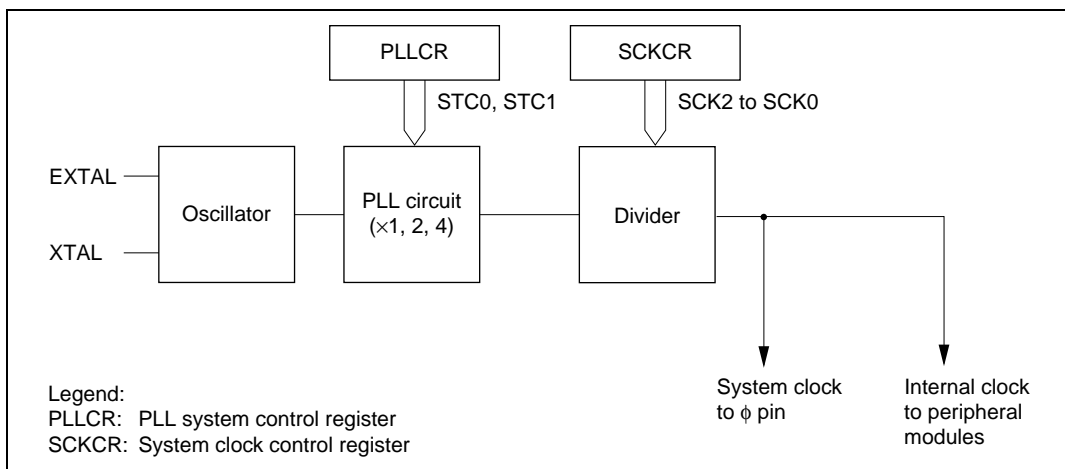 PLLCR
SCKCR
STC0, STC1
SCK2 to SCK0
EXTAL
XTAL
Oscillator
PLL circuit
(×1, 2, 4)
Divider
System clock
to ϕ pin
Internal clock
to peripheral
modules
Legend:
PLLCR: PLL system control register
SCKCR: System clock control register